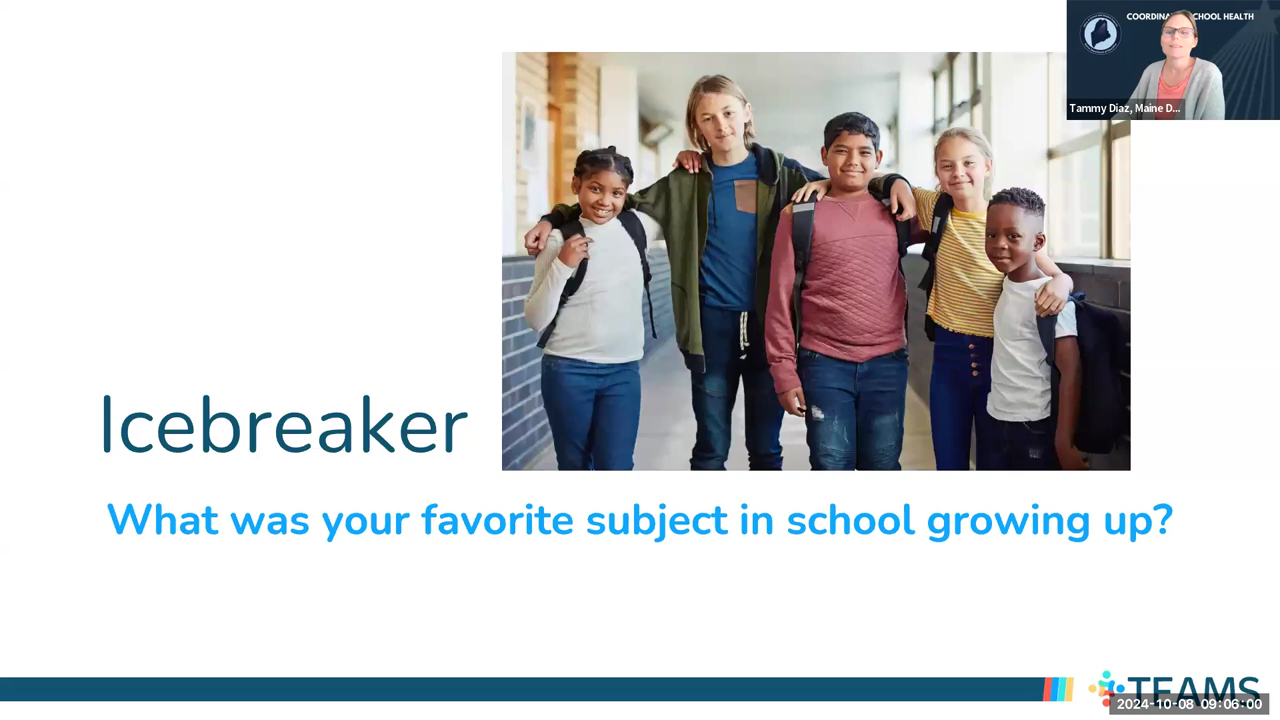 COORDINA SCHOOL HEALTH
Tammy Diaz, Maine D...
Icebreaker
What was your favorite subject in school growing up?
TEAMS
2024-10-08 09:06:00